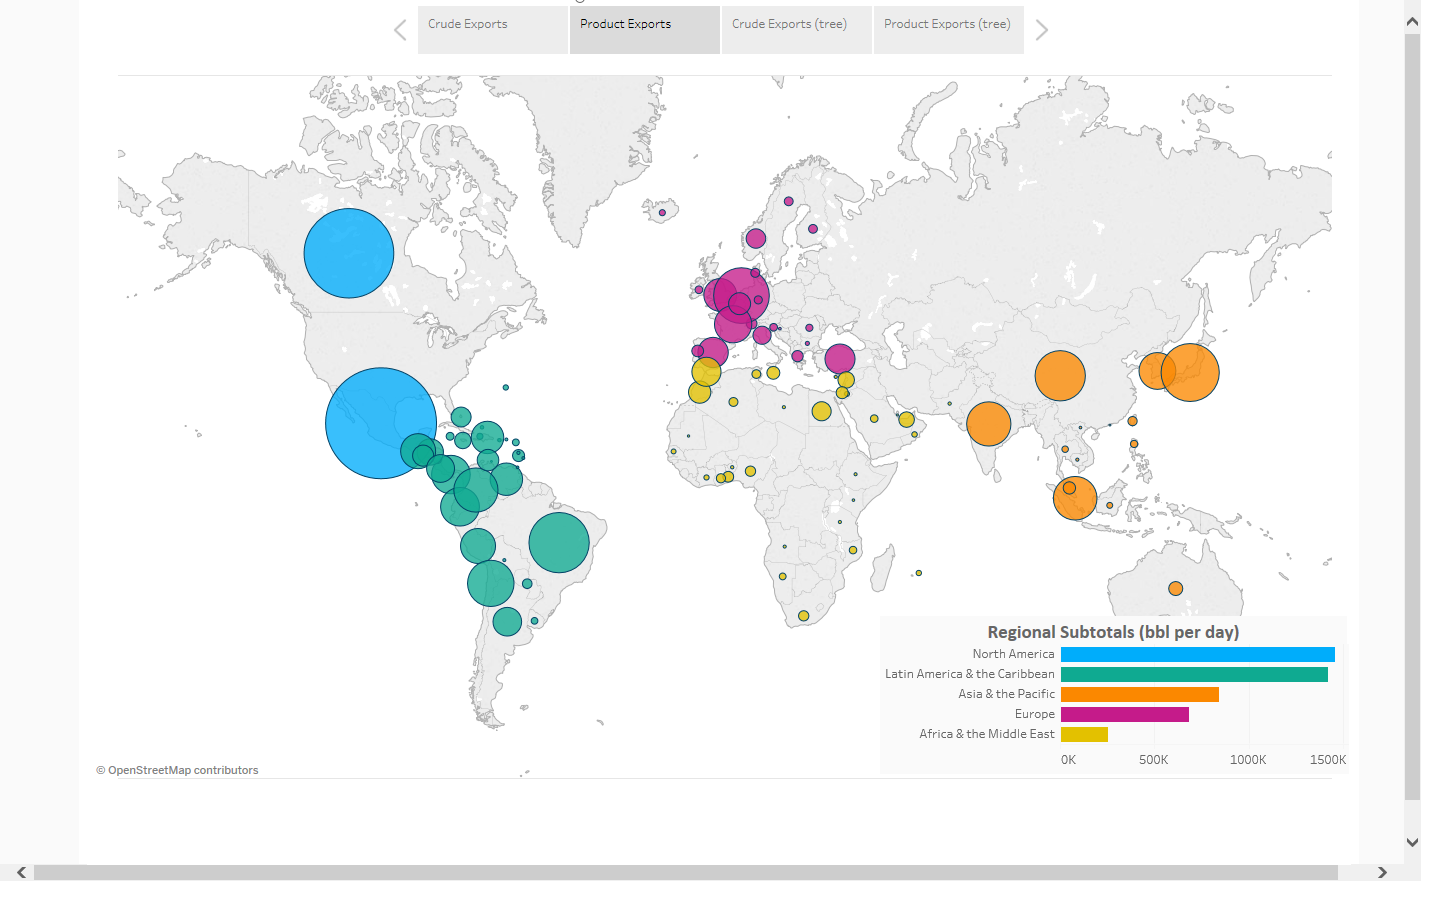 Crude Exports
Product Exports
Crude Exports (tree)
Product Exports (tree)
Regional Subtotals (bbl per day)
North America
Latin America & the Caribbean
Asia & the Pacific
Europe
Africa & the Middle East
0K 500K 1000K 1500K
© OpenStreetMap contributors